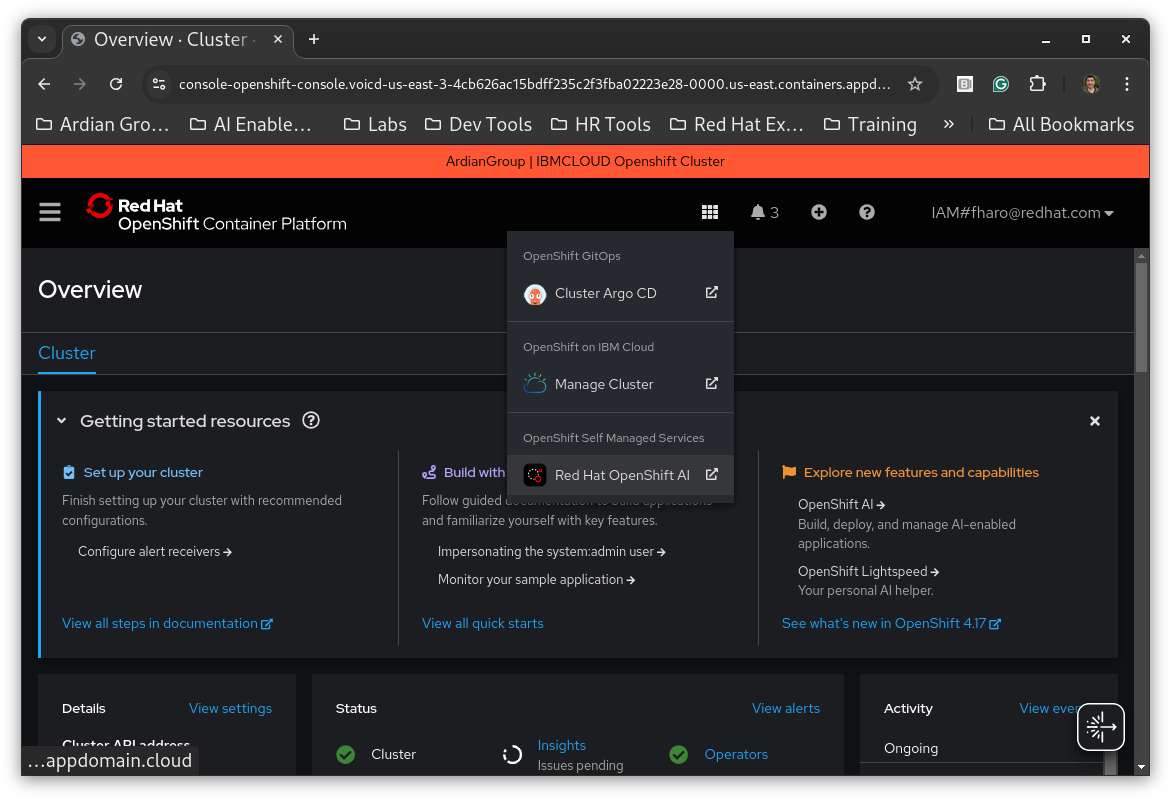 Overview · Cluster ·
console-openshift-console.voicd-us-east-3-4cb626ac15bdff235c2f3fba02223e28-0000.us-east.containers.appd...
Ardian Gro...
AI Enable...
Labs
Dev Tools
HR Tools
Red Hat Ex...
Training
»
All Bookmarks
ArdianGroup | IBMCLOUD Openshift Cluster
Red Hat
OpenShift Container Platform
3
IAM#fharo@redhat.com
OpenShift GitOps
Cluster Argo CD
OpenShift on IBM Cloud
Manage Cluster
OpenShift Self Managed Services
Red Hat OpenShift AI
Overview
Cluster
Getting started resources
Set up your cluster
Finish setting up your cluster with recommended
configurations.
Configure alert receivers
View all steps in documentation
Build with
Follow guided documentation to build applications
and familiarize yourself with key features.
Impersonating the system:admin user
Monitor your sample application
View all quick starts
Explore new features and capabilities
OpenShift AI
Build, deploy, and manage AI-enabled
applications.
OpenShift Lightspeed
Your personal AI helper.
See what's new in OpenShift 4.17
Details
View settings
Cluster API address
Status
View alerts
Cluster
Insights
Issues pending
Operators
Activity
View even
Ongoing
...appdomain.cloud